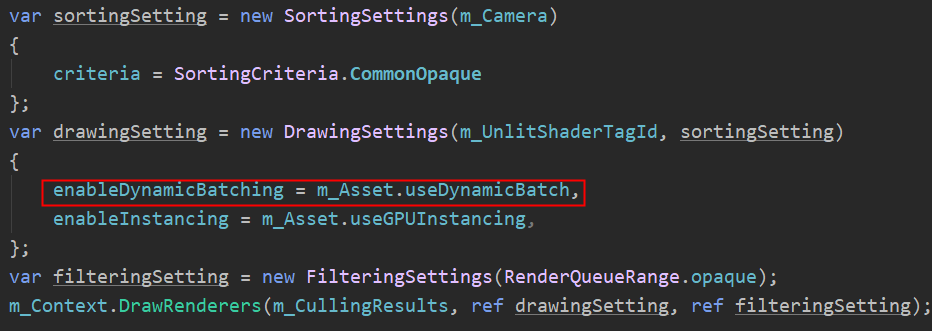 var sortingSetting = new SortingSettings(m_Camera)
{
    criteria = SortingCriteria.CommonOpaque
};
var drawingSetting = new DrawingSettings(m_UnlitShaderTagId, sortingSetting)
{
    enableDynamicBatching = m_Asset.useDynamicBatch,
    enableInstancing = m_Asset.useGPUInstancing,
};
var filteringSetting = new FilteringSettings(RenderQueueRange.opaque);
m_Context.DrawRenderers(m_CullingResults, ref drawingSetting, ref filteringSetting);